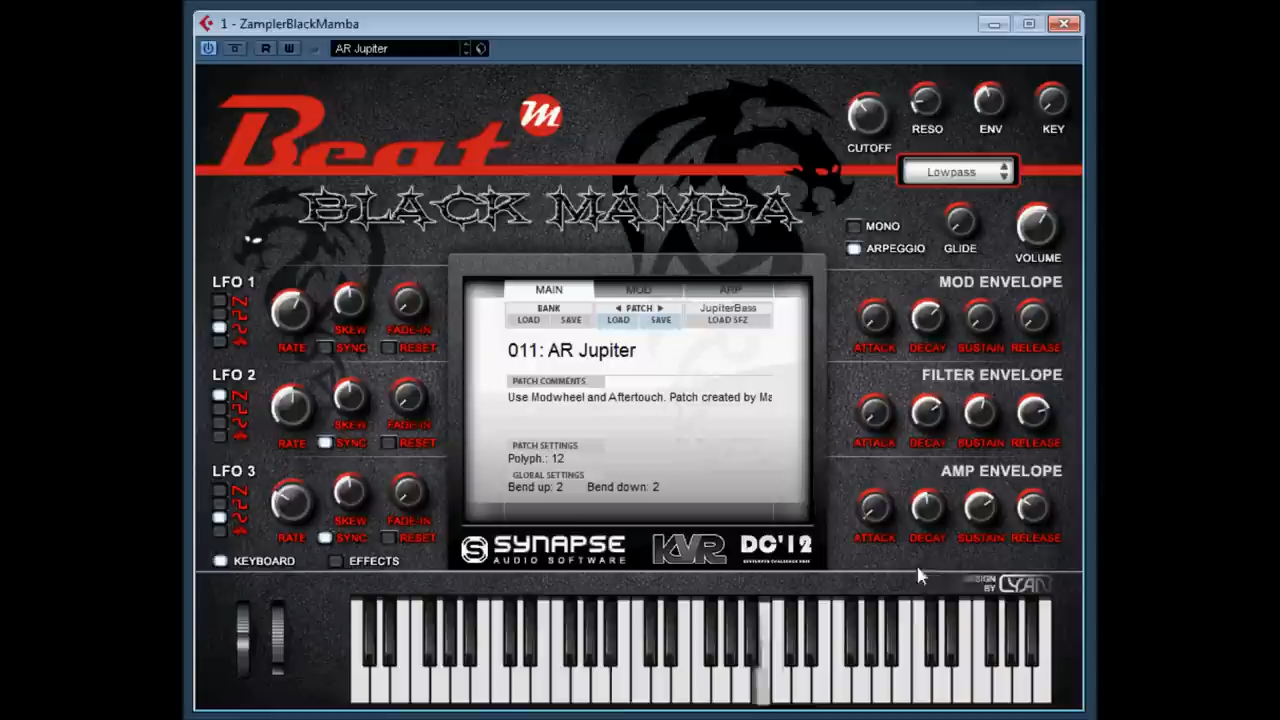 1 - ZamplerBlackMamba
R W AR Jupiter
Beat m
BLACK MAMBA
CUTOFF RESO ENV KEY
Lowpass
MONO
ARPEGGIO GLIDE VOLUME
LFO 1
RATE SKEW SYNC FADE-IN RESET
LFO 2
RATE SKEW SYNC FADE-IN RESET
LFO 3
RATE SKEW SYNC FADE-IN RESET
KEYBOARD EFFECTS
MAIN MOD ARP
BANK ◀ PATCH ▶ JupiterBass
LOAD SAVE LOAD SAVE LOAD SFZ
011: AR Jupiter
PATCH COMMENTS
Use Modwheel and Aftertouch. Patch created by Ma
PATCH SETTINGS
Polyph.: 12
GLOBAL SETTINGS
Bend up: 2 Bend down: 2
SYNAPSE
AUDIO SOFTWARE
KVR
DC'12
DEVELOPER CHALLENGE 2012
MOD ENVELOPE
ATTACK DECAY SUSTAIN RELEASE
FILTER ENVELOPE
ATTACK DECAY SUSTAIN RELEASE
AMP ENVELOPE
ATTACK DECAY SUSTAIN RELEASE
BY CYAN